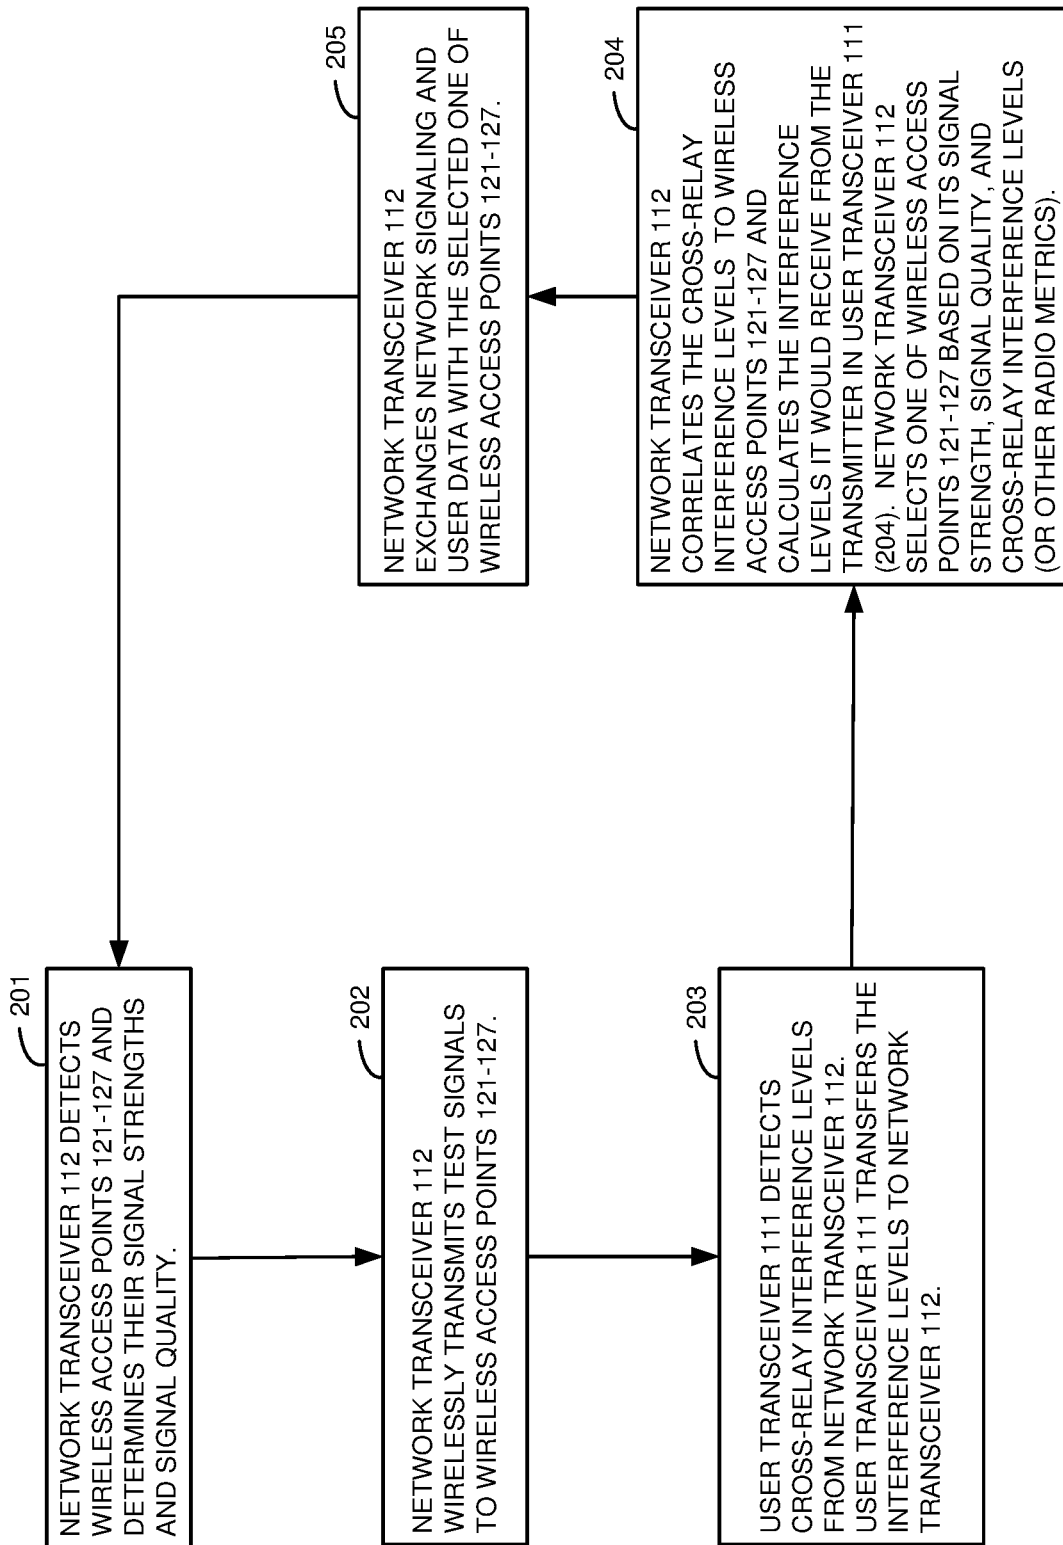 201
NETWORK TRANSCEIVER 112 DETECTS
WIRELESS ACCESS POINTS 121-127 AND
DETERMINES THEIR SIGNAL STRENGTHS
AND SIGNAL QUALITY.
202
NETWORK TRANSCEIVER 112
WIRELESSLY TRANSMITS TEST SIGNALS
TO WIRELESS ACCESS POINTS 121-127.
203
USER TRANSCEIVER 111 DETECTS
CROSS-RELAY INTERFERENCE LEVELS
FROM NETWORK TRANSCEIVER 112.
USER TRANSCEIVER 111 TRANSFERS THE
INTERFERENCE LEVELS TO NETWORK
TRANSCEIVER 112.
204
NETWORK TRANSCEIVER 112
CORRELATES THE CROSS-RELAY
INTERFERENCE LEVELS TO WIRELESS
ACCESS POINTS 121-127 AND
CALCULATES THE INTERFERENCE
LEVELS IT WOULD RECEIVE FROM THE
TRANSMITTER IN USER TRANSCEIVER 111
(204). NETWORK TRANSCEIVER 112
SELECTS ONE OF WIRELESS ACCESS
POINTS 121-127 BASED ON ITS SIGNAL
STRENGTH, SIGNAL QUALITY, AND
CROSS-RELAY INTERFERENCE LEVELS
(OR OTHER RADIO METRICS).
205
NETWORK TRANSCEIVER 112
EXCHANGES NETWORK SIGNALING AND
USER DATA WITH THE SELECTED ONE OF
WIRELESS ACCESS POINTS 121-127.